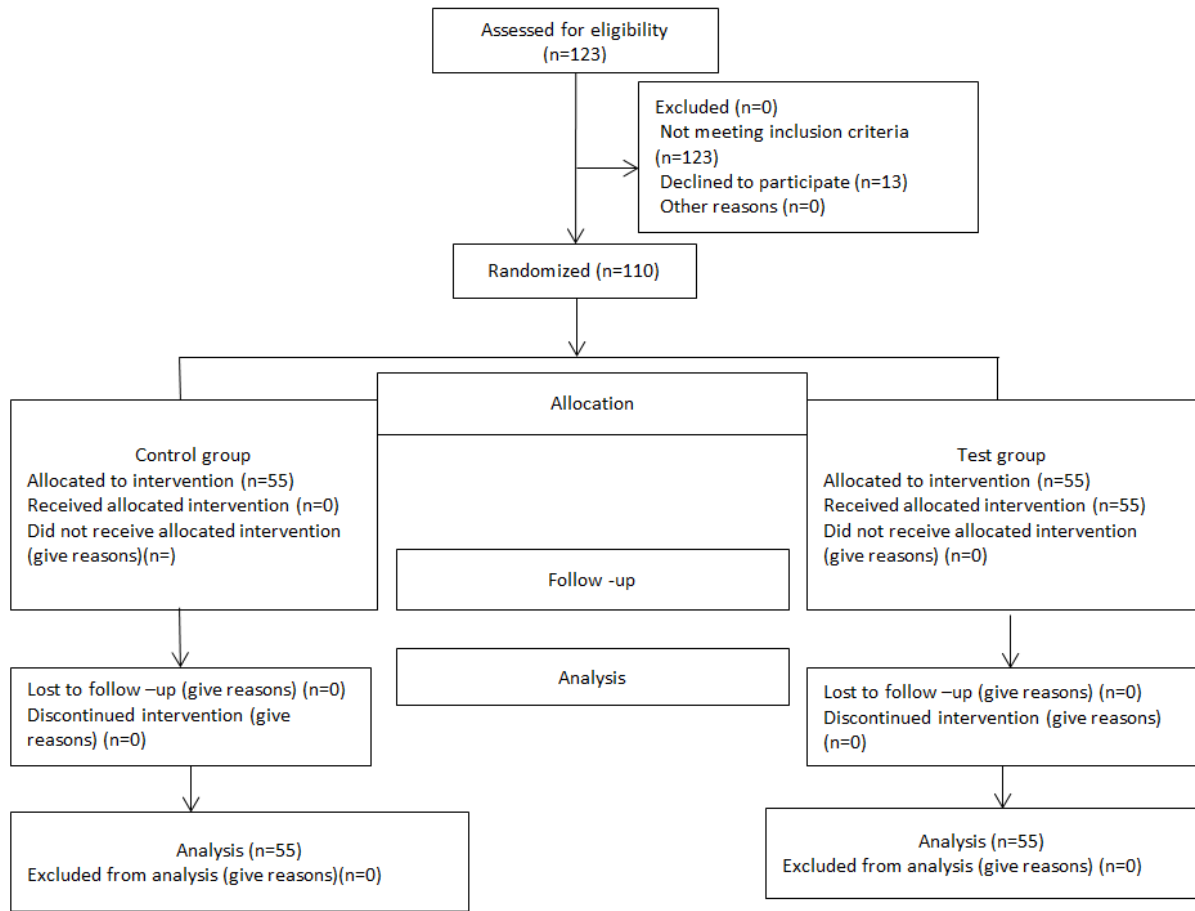 Assessed for eligibility
(n=123)
Excluded (n=0)
Not meeting inclusion criteria
(n=123)
Declined to participate (n=13)
Other reasons (n=0)
Randomized (n=110)
Allocation
Control group
Allocated to intervention (n=55)
Received allocated intervention (n=0)
Did not receive allocated intervention
(give reasons)(n=)
Test group
Allocated to intervention (n=55)
Received allocated intervention (n=55)
Did not receive allocated intervention
(give reasons) (n=0)
Follow -up
Lost to follow –up (give reasons) (n=0)
Discontinued intervention (give
reasons) (n=0)
Analysis
Lost to follow –up (give reasons) (n=0)
Discontinued intervention (give reasons)
(n=0)
Analysis (n=55)
Excluded from analysis (give reasons)(n=0)
Analysis (n=55)
Excluded from analysis (give reasons) (n=0)